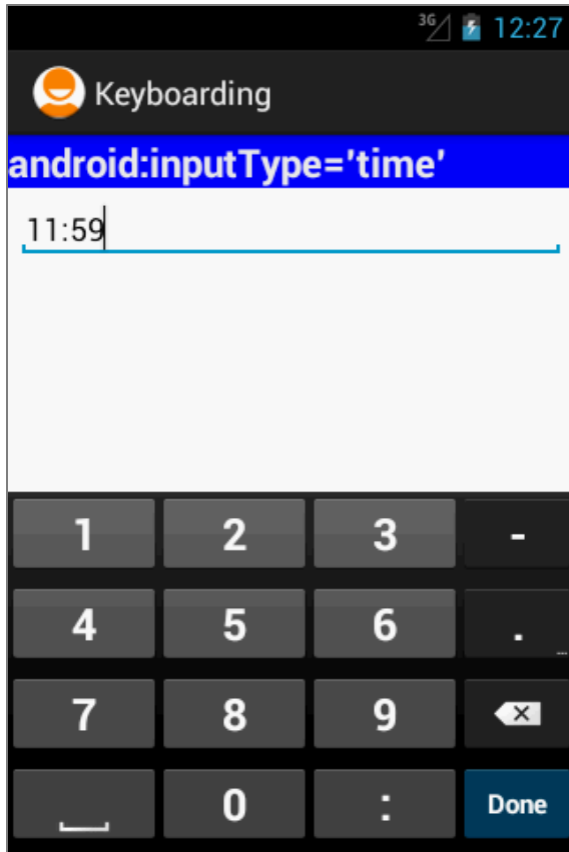 3G 12:27
Keyboarding
android:inputType='time'
11:59
1 2 3 -
4 5 6 .
7 8 9
0 : Done